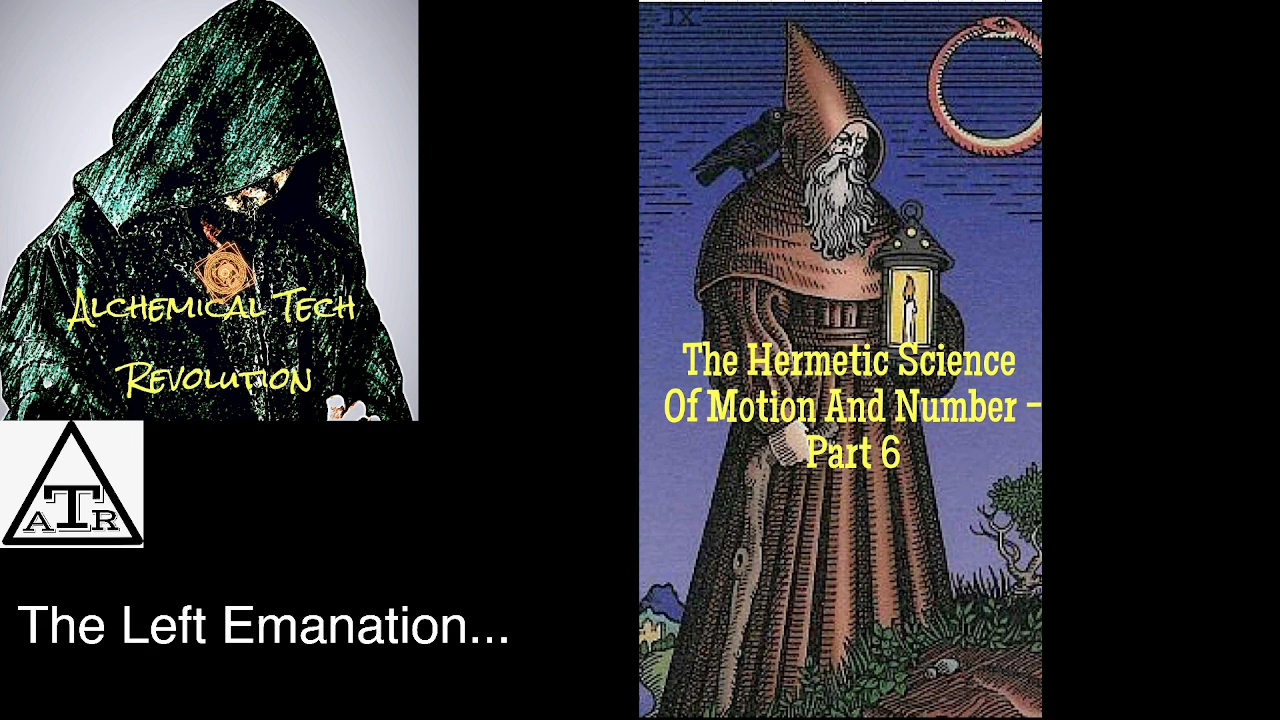 Alchemical Tech
Revolution
ATR
The Left Emanation...
IX
The Hermetic Science
Of Motion And Number –
Part 6